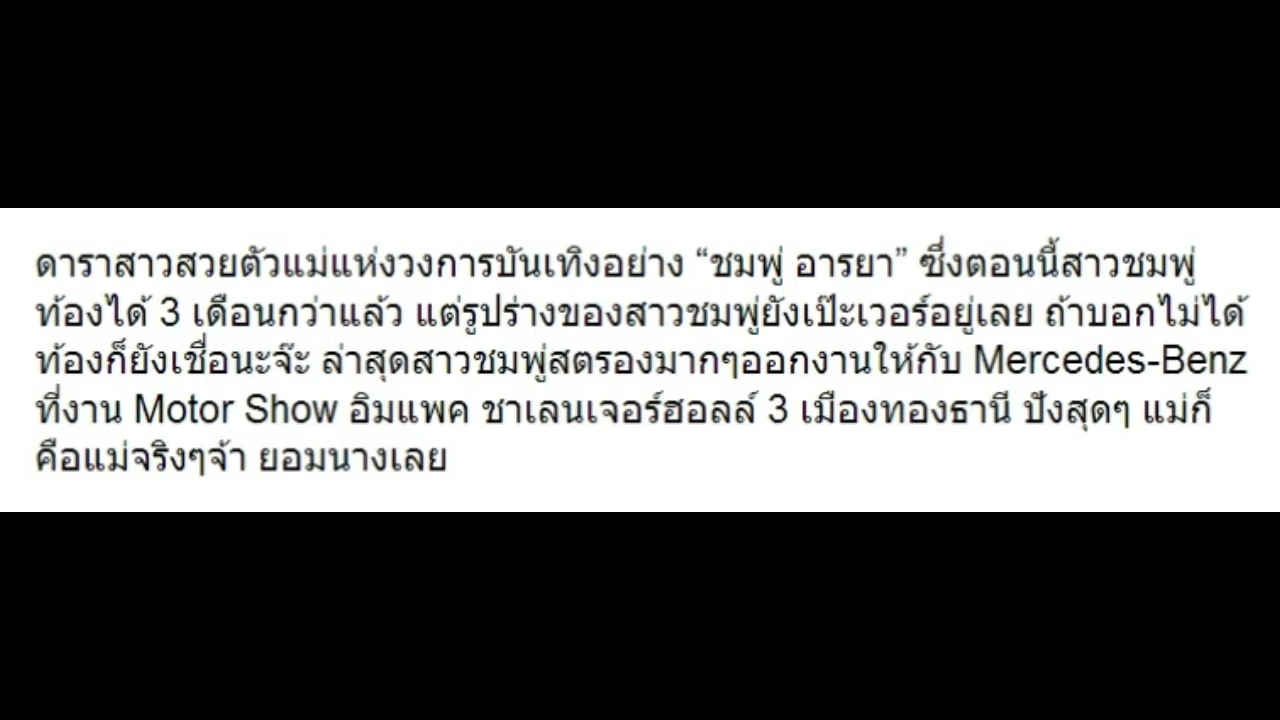 ดาราสาวสวยตัวแม่แห่งวงการบันเทิงอย่าง “ชมพู่ อารยา” ซึ่งตอนนี้สาวชมพู่
ท้องได้ 3 เดือนกว่าแล้ว แต่รูปร่างของสาวชมพู่ยังเป๊ะเวอร์อยู่เลย ถ้าบอกไม่ได้
ท้องก็ยังเชื่อนะจ๊ะ ล่าสุดสาวชมพู่สตรองมากๆออกงานให้กับ Mercedes-Benz
ที่งาน Motor Show อิมแพค ชาเลนเจอร์ฮอลล์ 3 เมืองทองธานี ปังสุดๆ แม่ก็
คือแม่จริงๆจ้า ยอมนางเลย